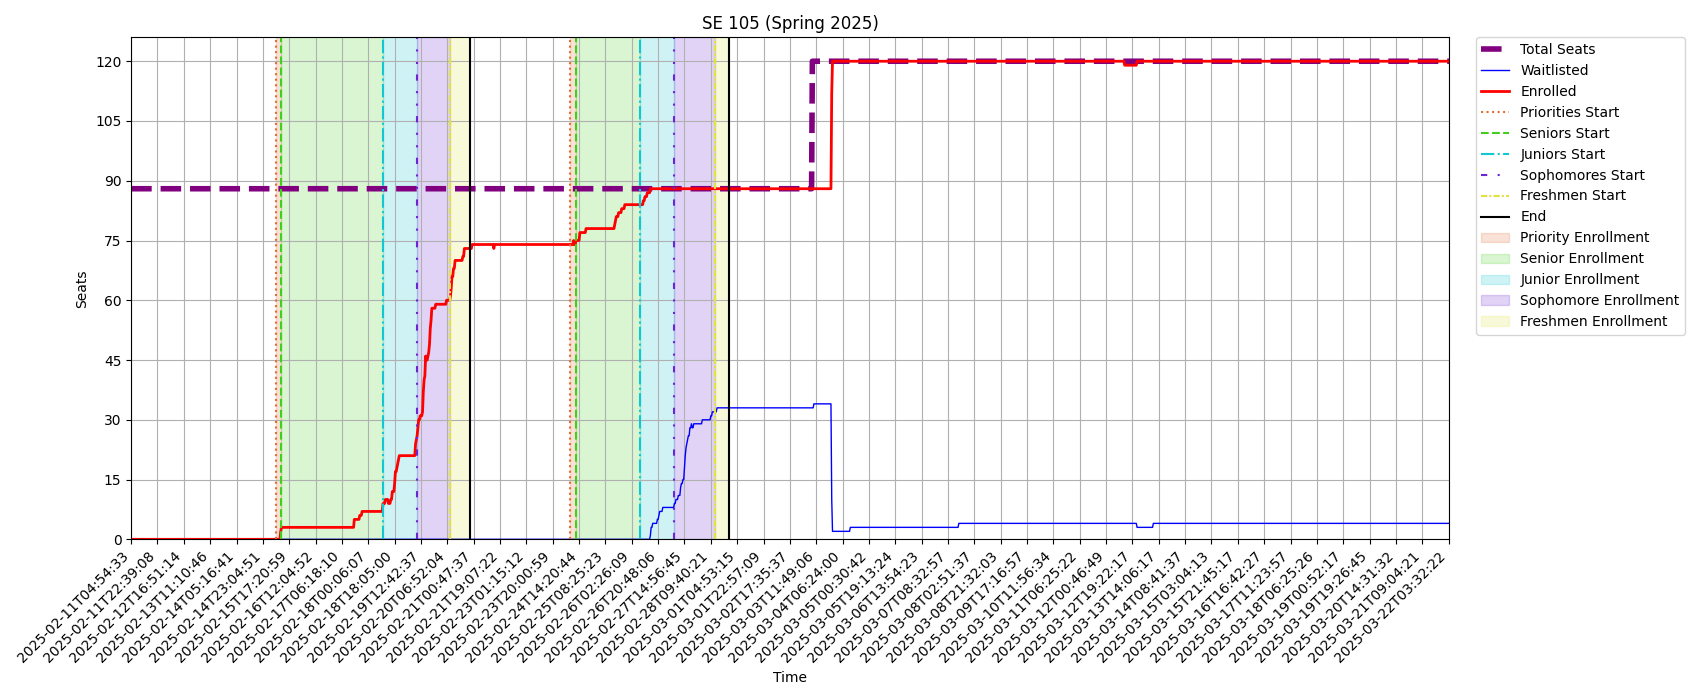 SE 105 (Spring 2025)
Seats
120
105
90
75
60
45
30
15
0
2025-02-11T04:54:33
2025-02-11T22:39:08
2025-02-12T16:51:14
2025-02-13T11:10:46
2025-02-14T05:16:41
2025-02-14T23:04:51
2025-02-15T17:20:59
2025-02-16T12:04:52
2025-02-17T06:18:10
2025-02-18T00:06:07
2025-02-18T18:05:00
2025-02-19T12:42:37
2025-02-20T06:52:04
2025-02-21T00:47:37
2025-02-21T19:07:22
2025-02-22T13:15:12
2025-02-23T20:00:59
2025-02-24T14:20:44
2025-02-25T08:25:23
2025-02-26T02:26:09
2025-02-26T20:48:06
2025-02-27T14:56:45
2025-02-28T09:40:21
2025-03-01T04:53:15
2025-03-01T22:57:09
2025-03-02T17:35:37
2025-03-03T11:49:06
2025-03-04T06:24:00
2025-03-05T00:30:42
2025-03-05T19:13:24
2025-03-06T13:54:23
2025-03-07T08:32:57
2025-03-08T02:51:37
2025-03-08T21:32:03
2025-03-09T17:16:57
2025-03-10T11:56:34
2025-03-11T06:25:22
2025-03-12T00:46:49
2025-03-12T19:22:17
2025-03-13T14:06:17
2025-03-14T08:41:37
2025-03-15T03:04:13
2025-03-15T21:45:17
2025-03-16T16:42:27
2025-03-17T11:23:57
2025-03-18T06:25:26
2025-03-19T00:52:17
2025-03-19T19:26:45
2025-03-20T14:31:32
2025-03-21T09:04:21
2025-03-22T03:32:22
Time
Total Seats
Waitlisted
Enrolled
Priorities Start
Seniors Start
Juniors Start
Sophomores Start
Freshmen Start
End
Priority Enrollment
Senior Enrollment
Junior Enrollment
Sophomore Enrollment
Freshmen Enrollment